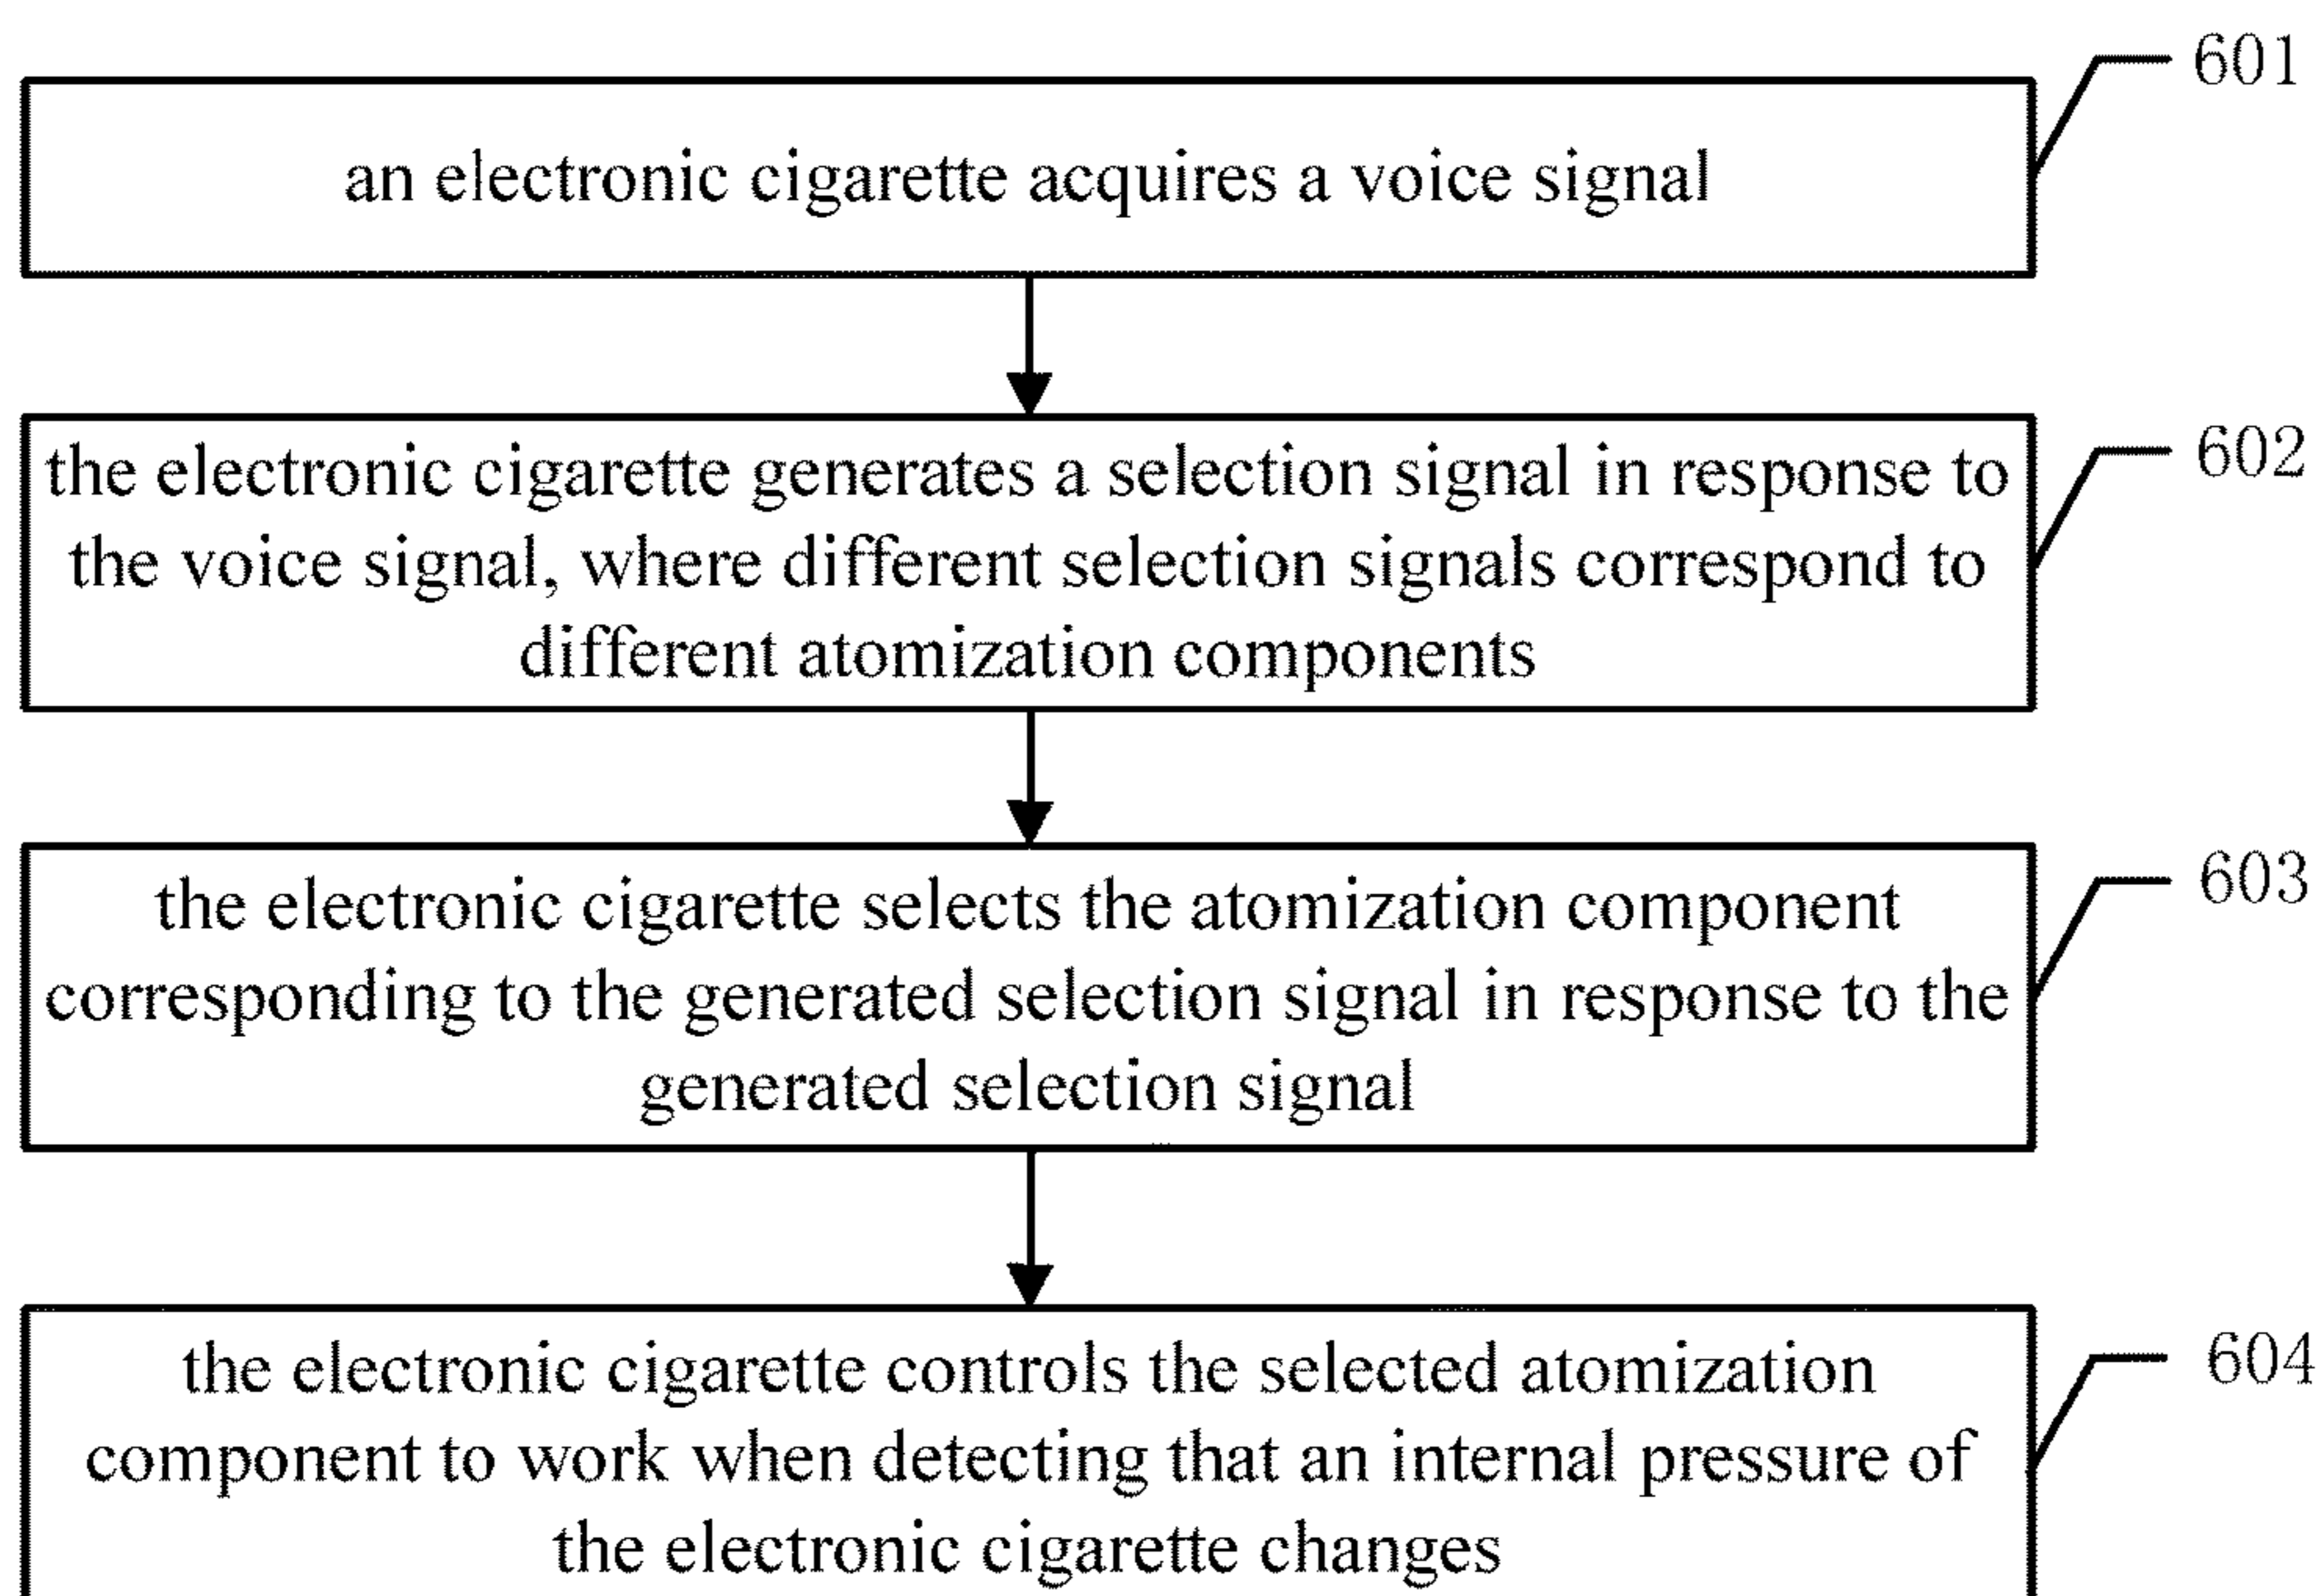 601
an electronic cigarette acquires a voice signal
602
the electronic cigarette generates a selection signal in response to
the voice signal, where different selection signals correspond to
different atomization components
603
the electronic cigarette selects the atomization component
corresponding to the generated selection signal in response to the
generated selection signal
604
the electronic cigarette controls the selected atomization
component to work when detecting that an internal pressure of
the electronic cigarette changes